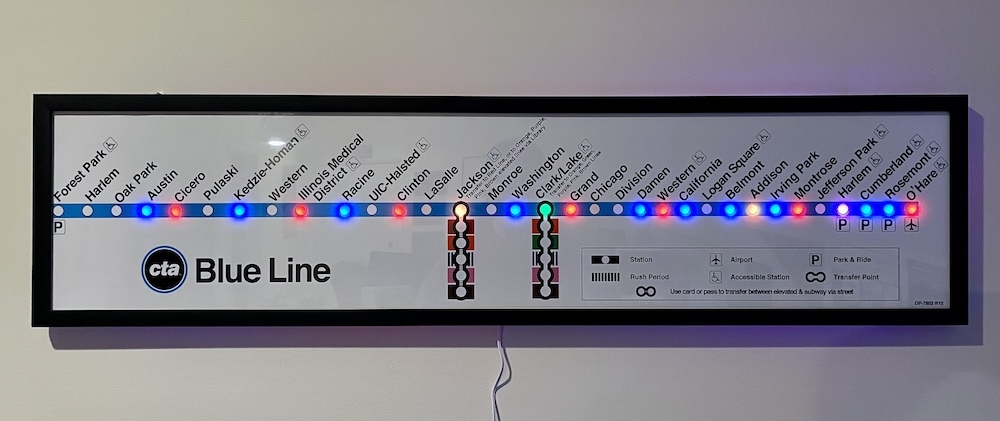 Forest Park
Harlem
Oak Park
Austin
Cicero
Pulaski
Kedzie-Homan
Western
Illinois Medical
District
Racine
UIC-Halsted
Clinton
LaSalle
Jackson
Monroe
Washington
Clark/Lake
Grand
Chicago
Division
Damen
Western
California
Logan Square
Belmont
Addison
Irving Park
Montrose
Jefferson Park
Harlem
Cumberland
Rosemont
O'Hare
P
P
P
P
cta Blue Line
Station
Airport
P Park & Ride
Rush Period
Accessible Station
Transfer Point
Use card or pass to transfer between elevated & subway via street